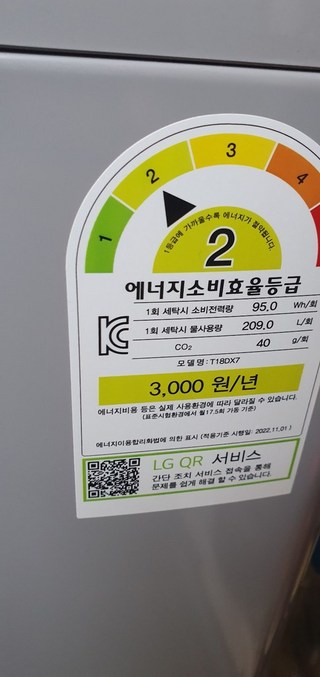 1
2
3
4
1등급에 가까울수록 에너지가 절약됩니다.
2
에너지소비효율등급
1회 세탁시 소비전력량 95.0 Wh/회
1회 세탁시 물사용량 209.0 L/회
CO₂ 40 g/회
모델명 : T18DX7
3,000 원/년
에너지비용 등은 실제 사용환경에 따라 달라질 수 있습니다.
(표준시험환경에서 월17.5회 가동 기준)
에너지이용합리화법에 의한 표시 (적용기준 시행일: 2022.11.01)
LG QR 서비스
간단 조치 서비스 접속을 통해
문제를 쉽게 해결 할 수 있습니다.